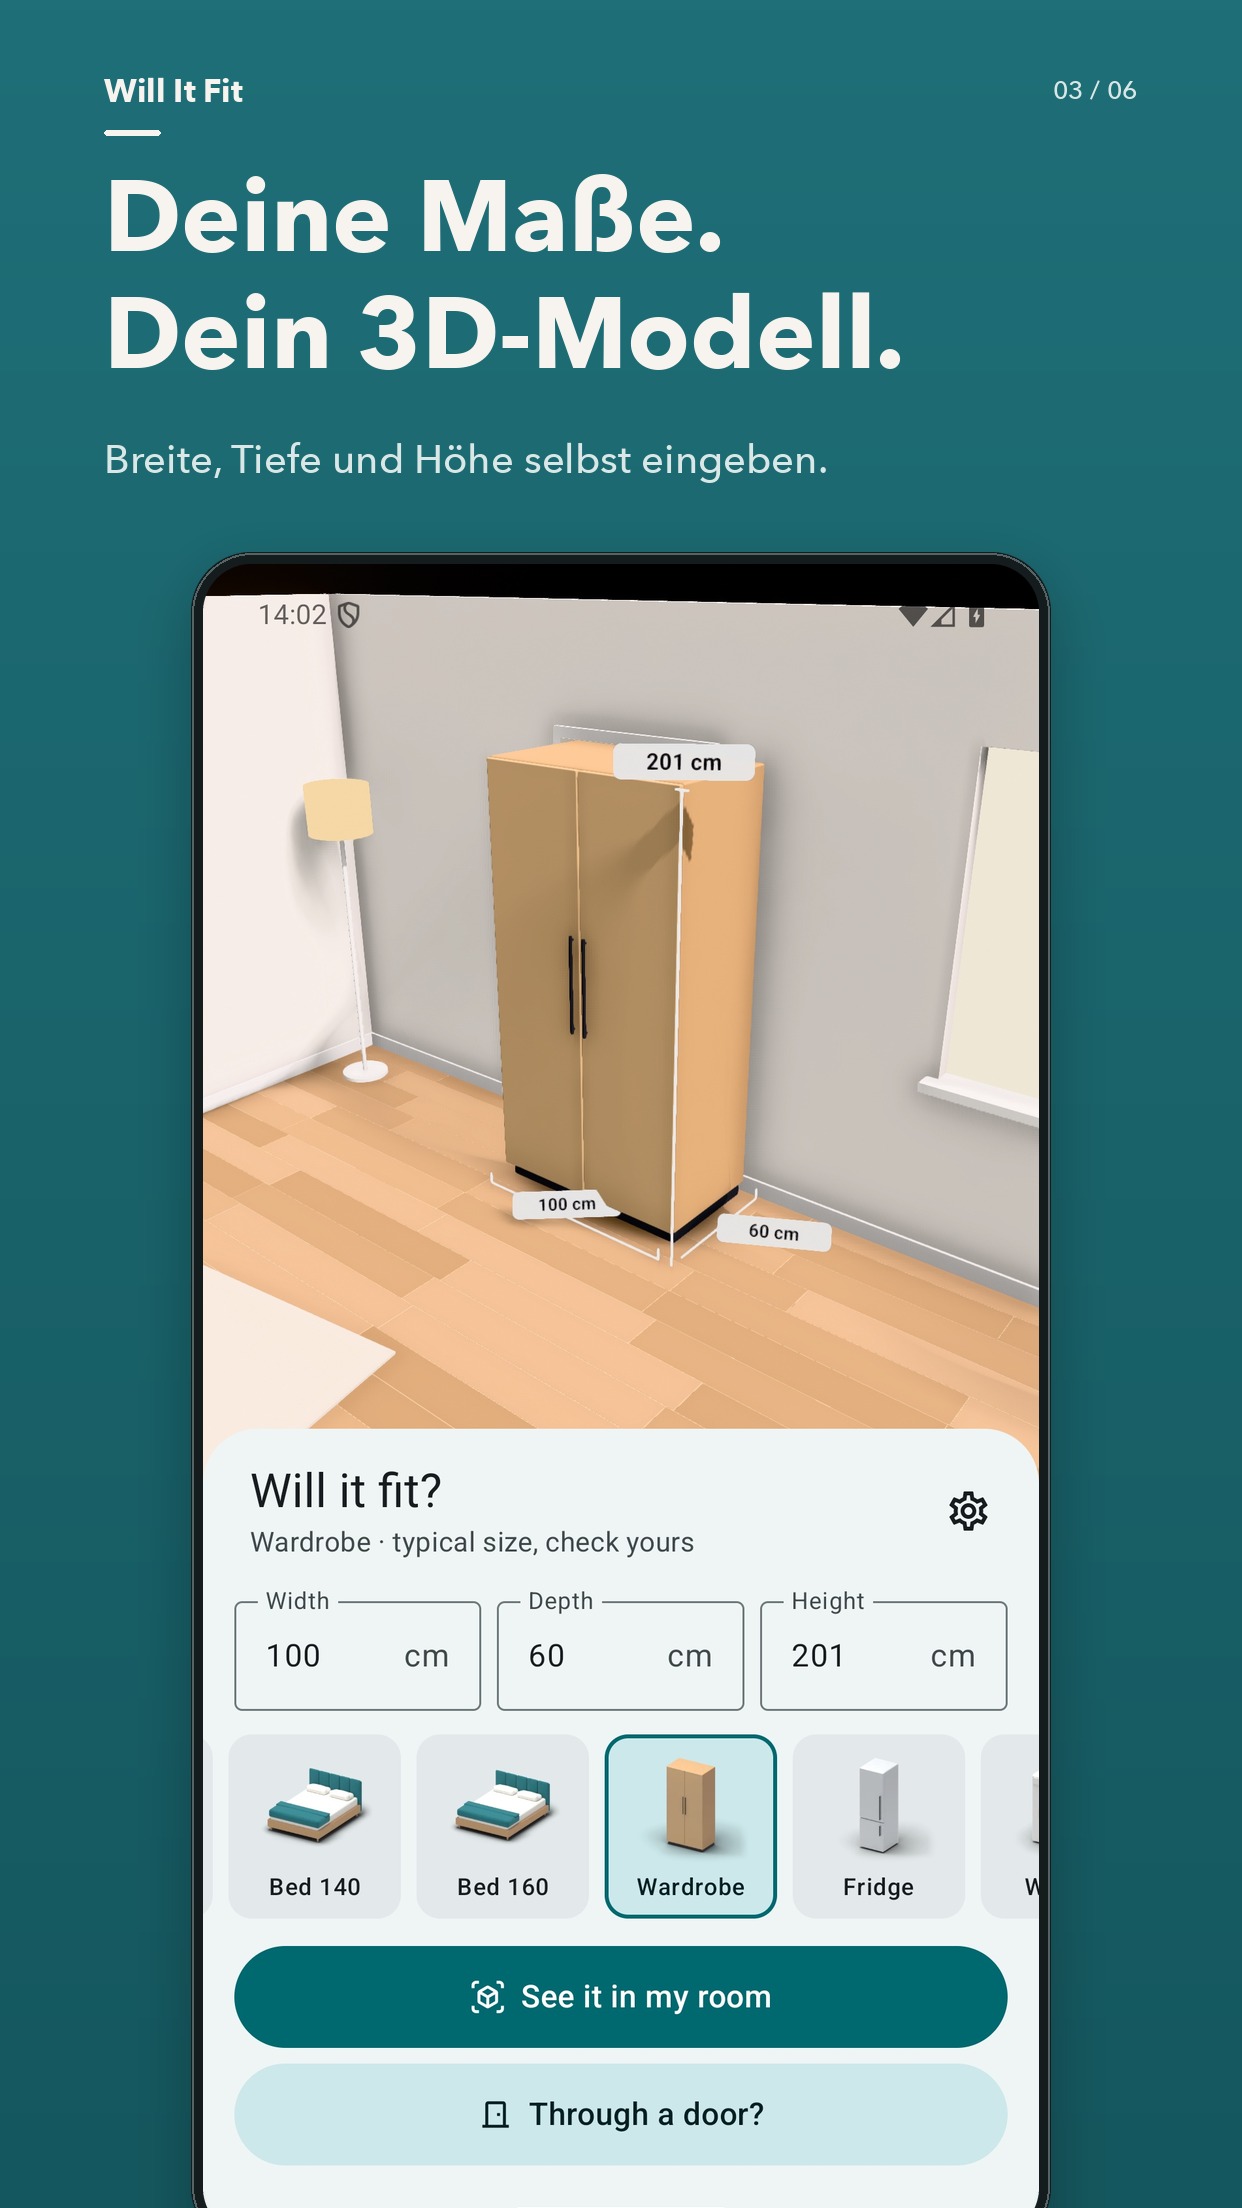 Will It Fit
03 / 06
Deine Maße.
Dein 3D-Modell.
Breite, Tiefe und Höhe selbst eingeben.
14:02
201 cm
100 cm
60 cm
Will it fit?
Wardrobe · typical size, check yours
Width Depth Height
100 cm 60 cm 201 cm
Bed 140 Bed 160 Wardrobe Fridge
See it in my room
Through a door?